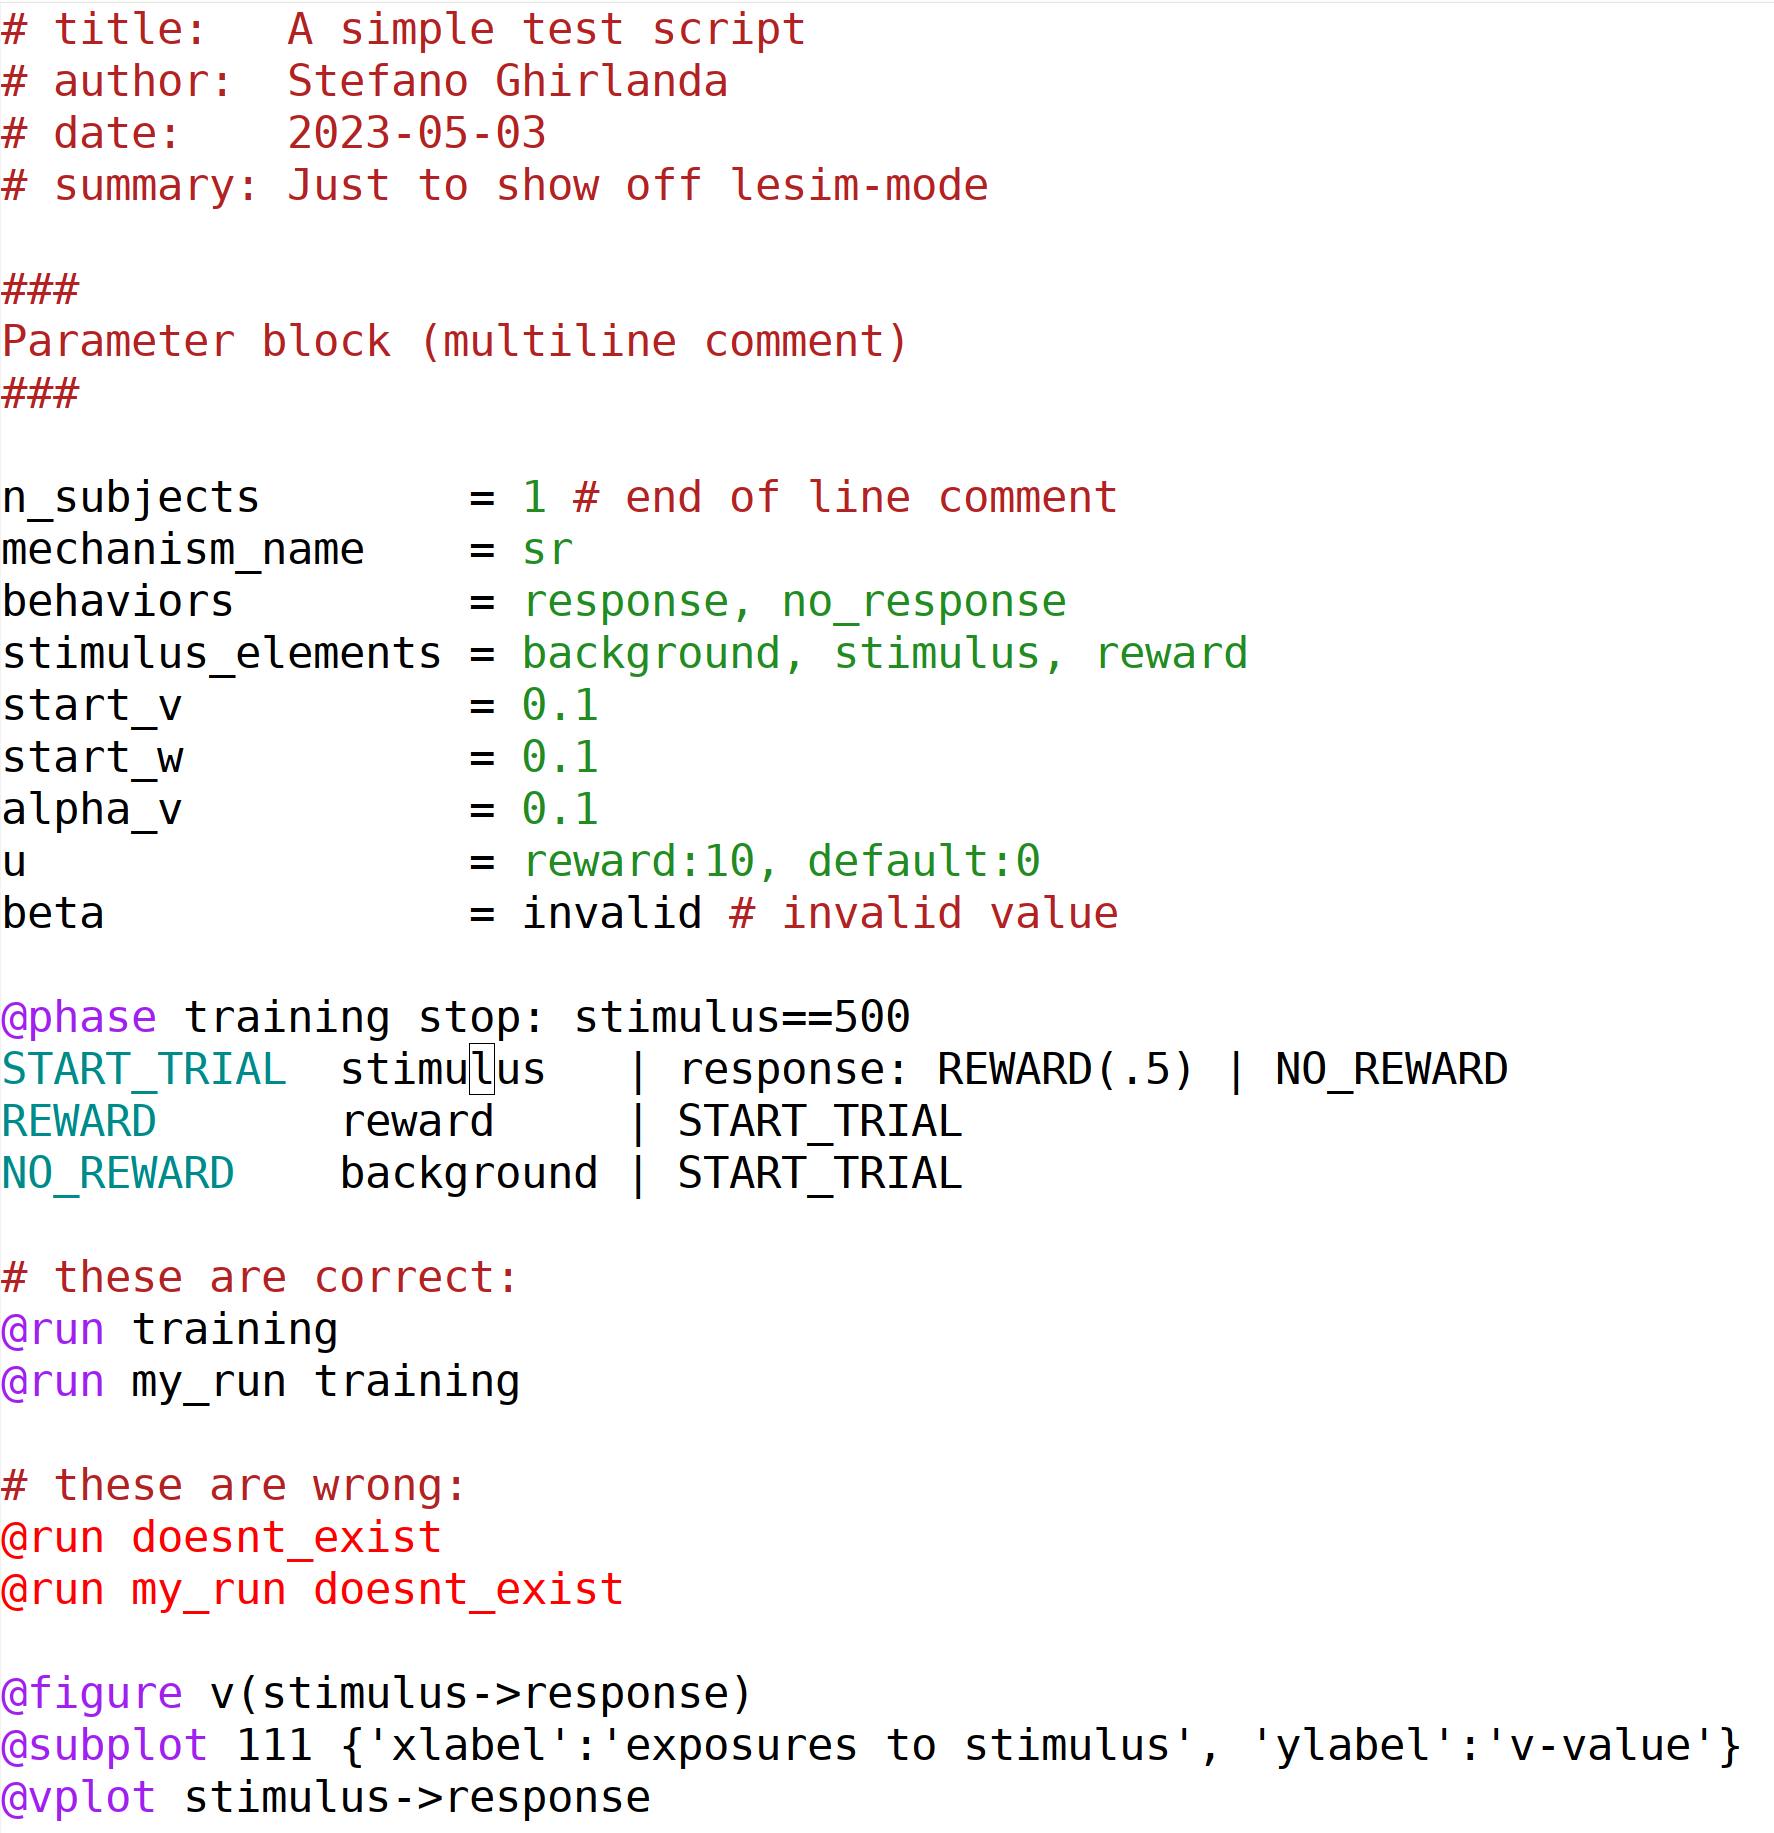 # title:   A simple test script
# author:  Stefano Ghirlanda
# date:    2023-05-03
# summary: Just to show off lesim-mode

###
Parameter block (multiline comment)
###

n_subjects        = 1 # end of line comment
mechanism_name    = sr
behaviors         = response, no_response
stimulus_elements = background, stimulus, reward
start_v           = 0.1
start_w           = 0.1
alpha_v           = 0.1
u                 = reward:10, default:0
beta              = invalid # invalid value

@phase training stop: stimulus==500
START_TRIAL  stimulus   | response: REWARD(.5) | NO_REWARD
REWARD       reward     | START_TRIAL
NO_REWARD    background | START_TRIAL

# these are correct:
@run training
@run my_run training

# these are wrong:
@run doesnt_exist
@run my_run doesnt_exist

@figure v(stimulus->response)
@subplot 111 {'xlabel':'exposures to stimulus', 'ylabel':'v-value'}
@vplot stimulus->response